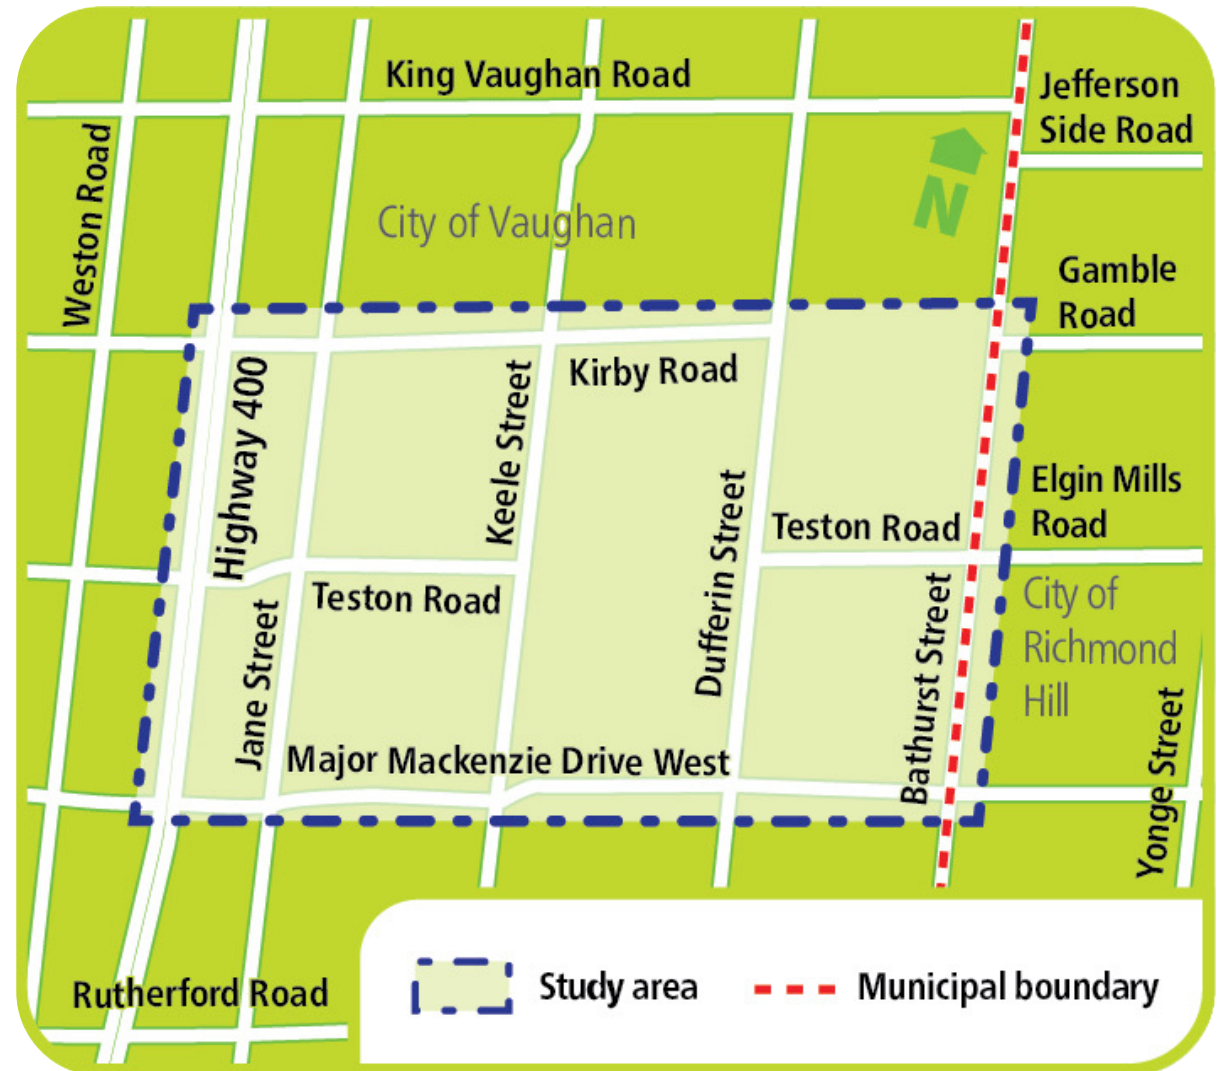 King Vaughan Road
Jefferson
Side Road
Weston Road
N
City of Vaughan
Gamble
Road
Kirby Road
Highway 400
Keele Street
Elgin Mills
Road
Dufferin Street
Teston Road
Teston Road
City of
Richmond
Hill
Jane Street
Bathurst Street
Yonge Street
Major Mackenzie Drive West
Rutherford Road
Study area
Municipal boundary